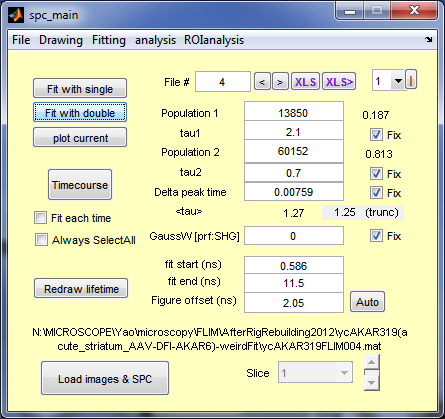 spc_main
File Drawing Fitting analysis ROIanalysis
File # 4 < > XLS XLS> 1 I
Fit with single
Population 1 13850 0.187
Fit with double
tau1 2.1 Fix
plot current
Population 2 60152 0.813
tau2 0.7 Fix
Timecourse
Delta peak time 0.00759 Fix
<tau> 1.27 1.25 (trunc)
Fit each time
Always SelectAll
GaussW [prf:SHG] 0 Fix
fit start (ns) 0.586
fit end (ns) 11.5
Redraw lifetime
Figure offset (ns) 2.05 Auto
N:\MICROSCOPE\Yao\microscopy\FLIM\AfterRigRebuilding2012\ycAKAR319(a
cute_striatum_AAV-DFI-AKAR6)-weirdFit\ycAKAR319FLIM004.mat
Load images & SPC
Slice 1